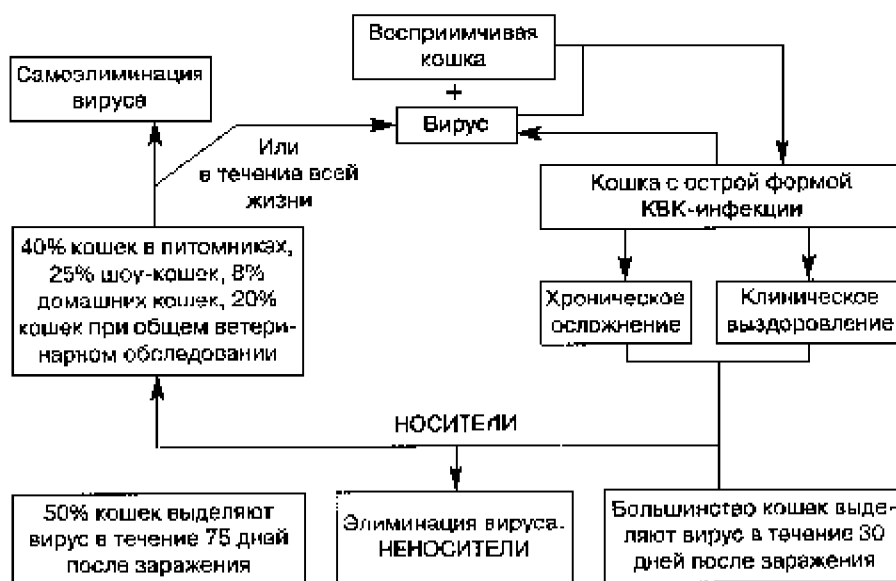 Восприимчивая
кошка
+
Вирус
Самоэлиминация
вируса
Или
в течение всей
жизни
Кошка с острой формой
КВК-инфекции
40% кошек в питомниках,
25% шоу-кошек, 8%
домашних кошек, 20%
кошек при общем ветери-
нарном обследовании
Хроническое
осложнение
Клиническое
выздоровление
НОСИТЕЛИ
50% кошек выделяют
вирус в течение 75 дней
после заражения
Элиминация вируса.
НЕНОСИТЕЛИ
Большинство кошек выде-
ляют вирус в течение 30
дней после заражения